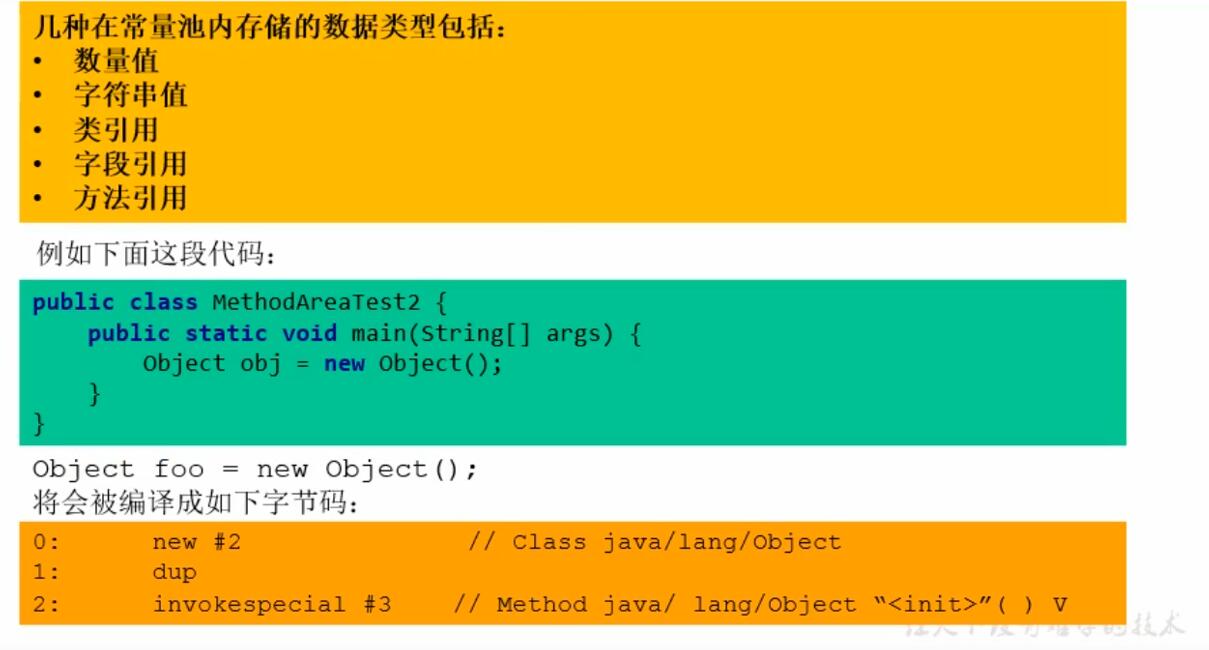 几种在常量池内存储的数据类型包括：
• 数量值
• 字符串值
• 类引用
• 字段引用
• 方法引用
例如下面这段代码：
public class MethodAreaTest2 {
    public static void main(String[] args) {
        Object obj = new Object();
    }
}
Object foo = new Object();
将会被编译成如下字节码：
0: new #2 // Class java/lang/Object
1: dup
2: invokespecial #3 // Method java/ lang/Object “<init>”( ) V
的技术